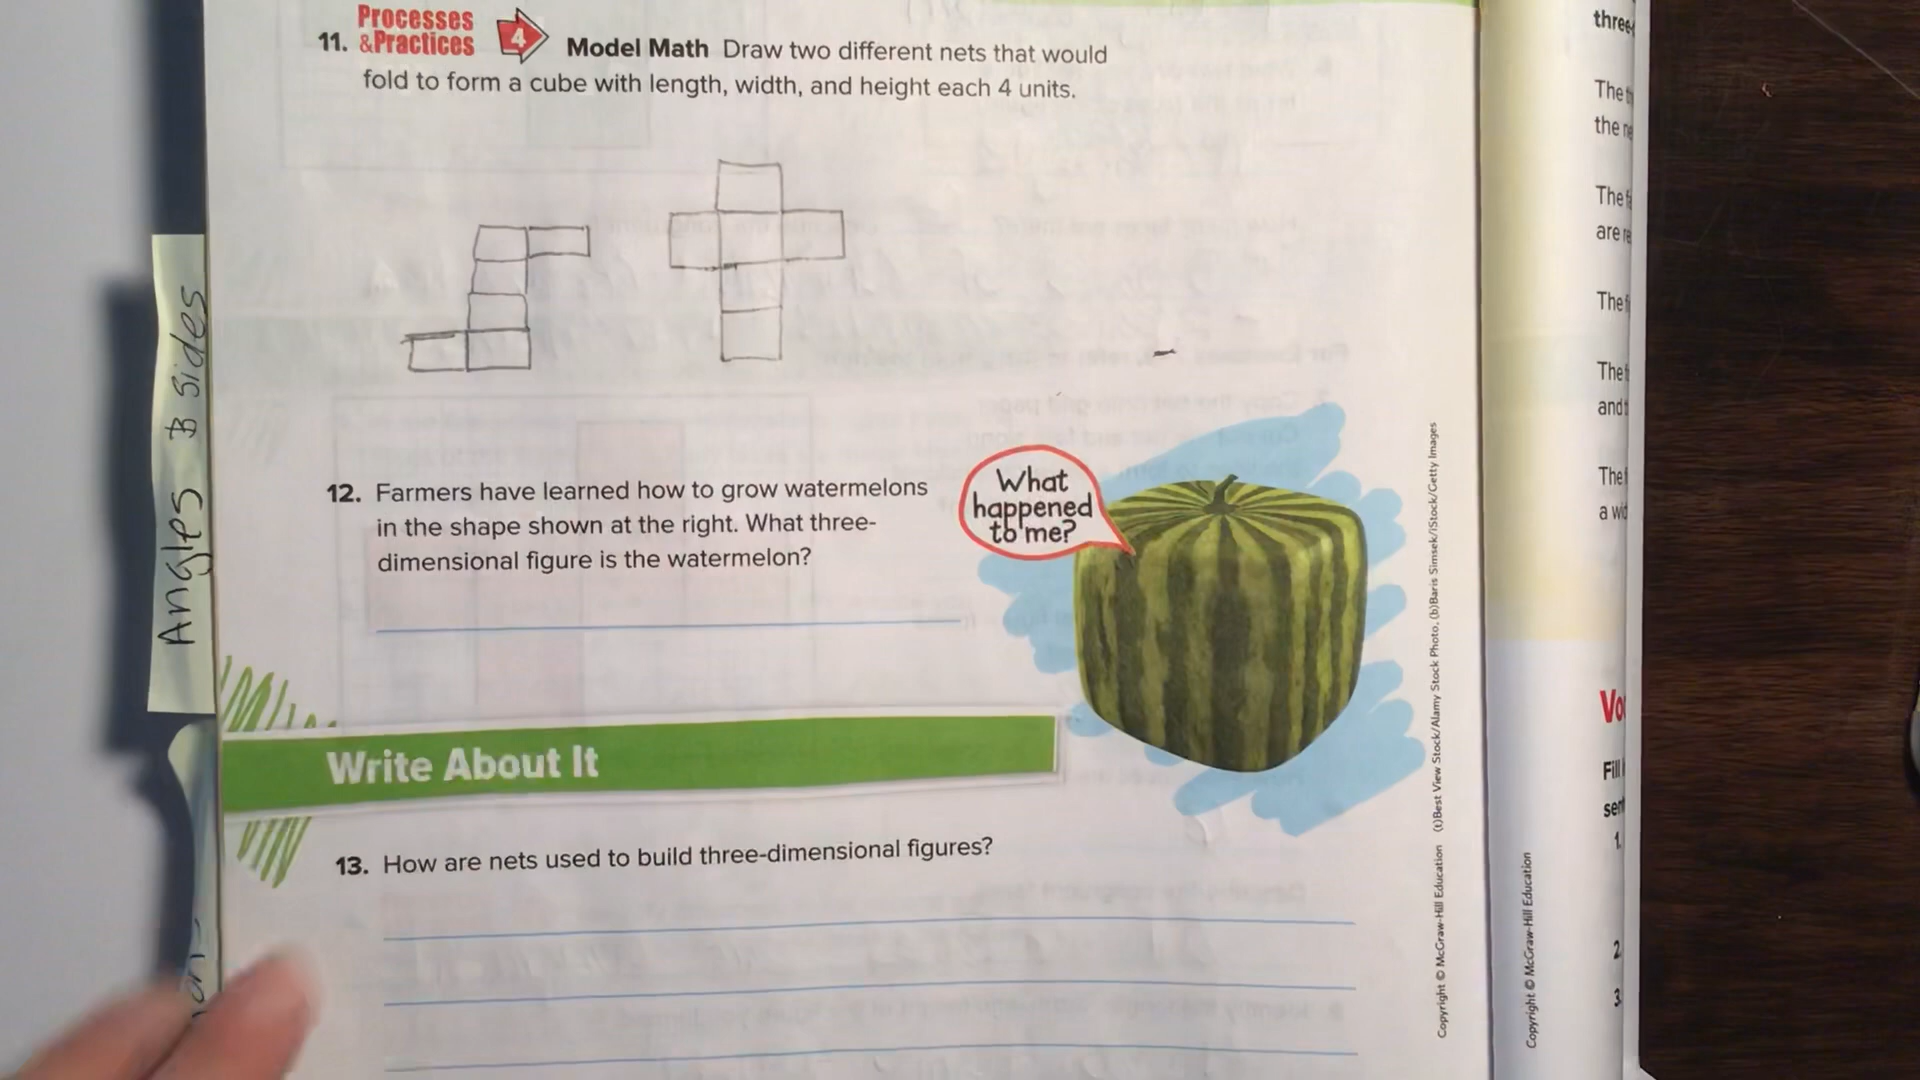 Processes
11. &Practices 4 Model Math Draw two different nets that would
fold to form a cube with length, width, and height each 4 units.
12. Farmers have learned how to grow watermelons
in the shape shown at the right. What three-
dimensional figure is the watermelon?
What
happened
to me?
Write About It
13. How are nets used to build three-dimensional figures?
Angles B sides
Copyright © McGraw-Hill Education (t)Best View Stock/Alamy Stock Photo, (b)Baris Simsek/iStock/Getty Images
Copyright © McGraw-Hill Education
three
The
the
The
are
The
The
and
The
a
1.
2
3